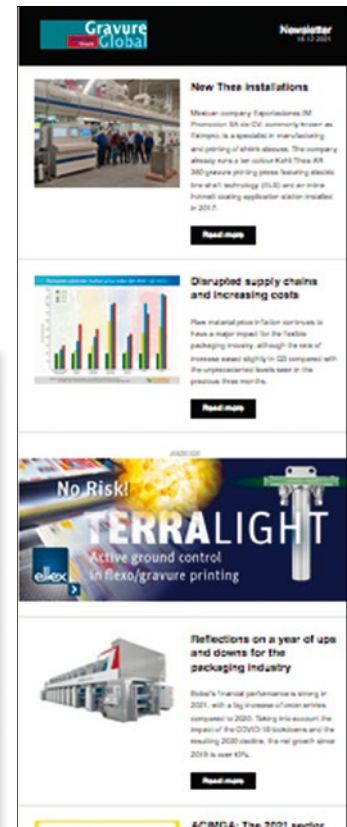 Gravure
Global
Newsletter
16-12-2021
New Thea installations
Mexican company Exportaciones IM
Promocion SA de CV, commonly known as
is a specialist in manufacturing
and printing of shrink sleeves. The company
already runs a ten colour Kohli Thea AR
360 gravure printing press featuring electric
line shaft technology (ELS) and an inline
hotmelt coating application station installed
in 2017.
Read more
Disrupted supply chains
and increasing costs
Raw material price inflation continues to
have a major impact for the flexible
packaging industry, although the rate of
increase eased slightly in Q3 compared with
the unprecedented levels seen in the
previous three months.
Read more
ANZEIGE
No Risk!
TERRALIGHT
Active ground control
in flexo/gravure printing
eltex
Reflections on a year of ups
and downs for the
packaging industry
Bobst's financial performance is strong in
2021, with a big increase of order entries
compared to 2020. Taking into account the
impact of the COVID-19 lockdowns and the
resulting 2020 decline, the net growth since
2019 is over
Read more
ACIMGA: The 2021 sector